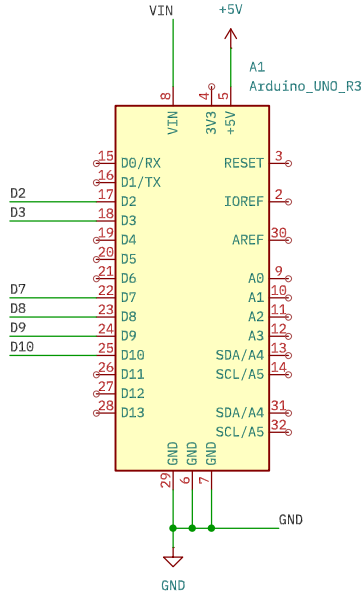 VIN
+5V
A1
Arduino_UNO_R3
8
4
5
VIN
3V3
+5V
15 D0/RX
RESET 3
16 D1/TX
D2 17 D2
IOREF 2
D3 18 D3
19 D4
AREF 30
20 D5
21 D6
A0 9
D7 22 D7
A1 10
D8 23 D8
A2 11
D9 24 D9
A3 12
D10 25 D10
SDA/A4 13
26 D11
SCL/A5 14
27 D12
28 D13
SDA/A4 31
SCL/A5 32
GND
GND
GND
29
6
7
GND
GND